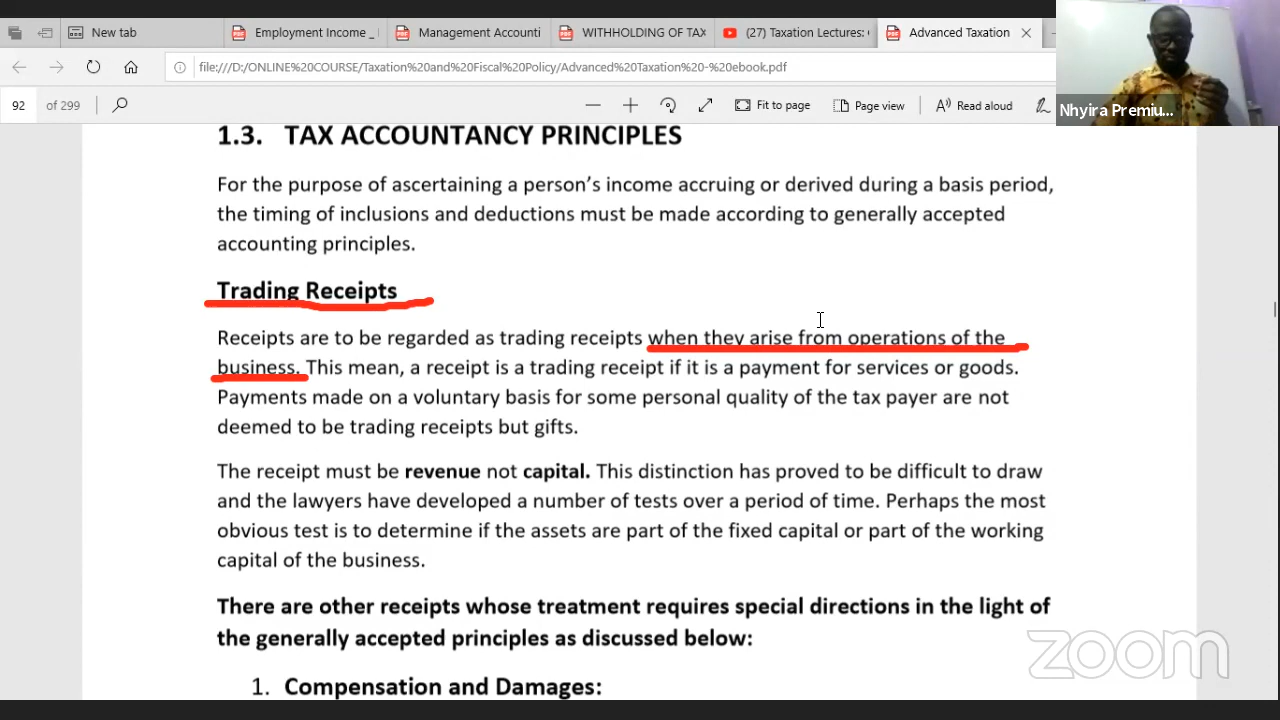 New tab
Employment Income _
Management Accounti
WITHHOLDING OF TAX
(27) Taxation Lectures:
Advanced Taxation
file:///D:/ONLINE%20COURSE/Taxation%20and%20Fiscal%20Policy/Advanced%20Taxation%20-%20ebook.pdf
92 of 299
Fit to page
Page view
Read aloud
Nhyira Premiu...
1.3. TAX ACCOUNTANCY PRINCIPLES
For the purpose of ascertaining a person’s income accruing or derived during a basis period,
the timing of inclusions and deductions must be made according to generally accepted
accounting principles.
Trading Receipts
Receipts are to be regarded as trading receipts when they arise from operations of the
business. This mean, a receipt is a trading receipt if it is a payment for services or goods.
Payments made on a voluntary basis for some personal quality of the tax payer are not
deemed to be trading receipts but gifts.
The receipt must be revenue not capital. This distinction has proved to be difficult to draw
and the lawyers have developed a number of tests over a period of time. Perhaps the most
obvious test is to determine if the assets are part of the fixed capital or part of the working
capital of the business.
There are other receipts whose treatment requires special directions in the light of
the generally accepted principles as discussed below:
1. Compensation and Damages:
zoom